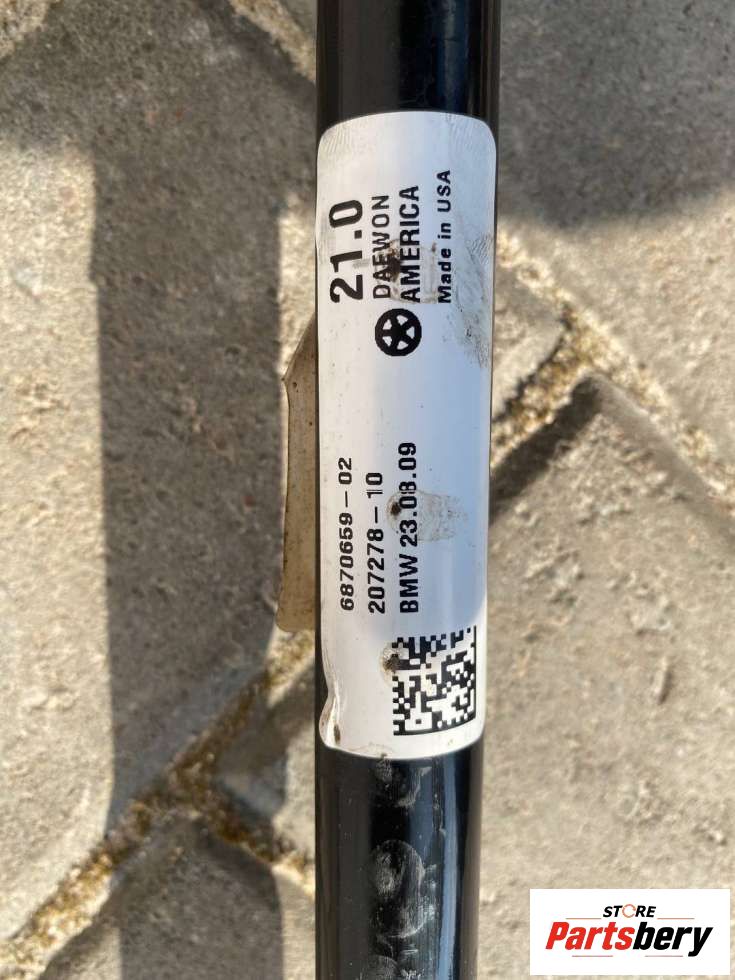 21.0
DAEWON
AMERICA
Made in USA
6870659-02
207278-10
BMW 23.08.09
STORE
Partsbery